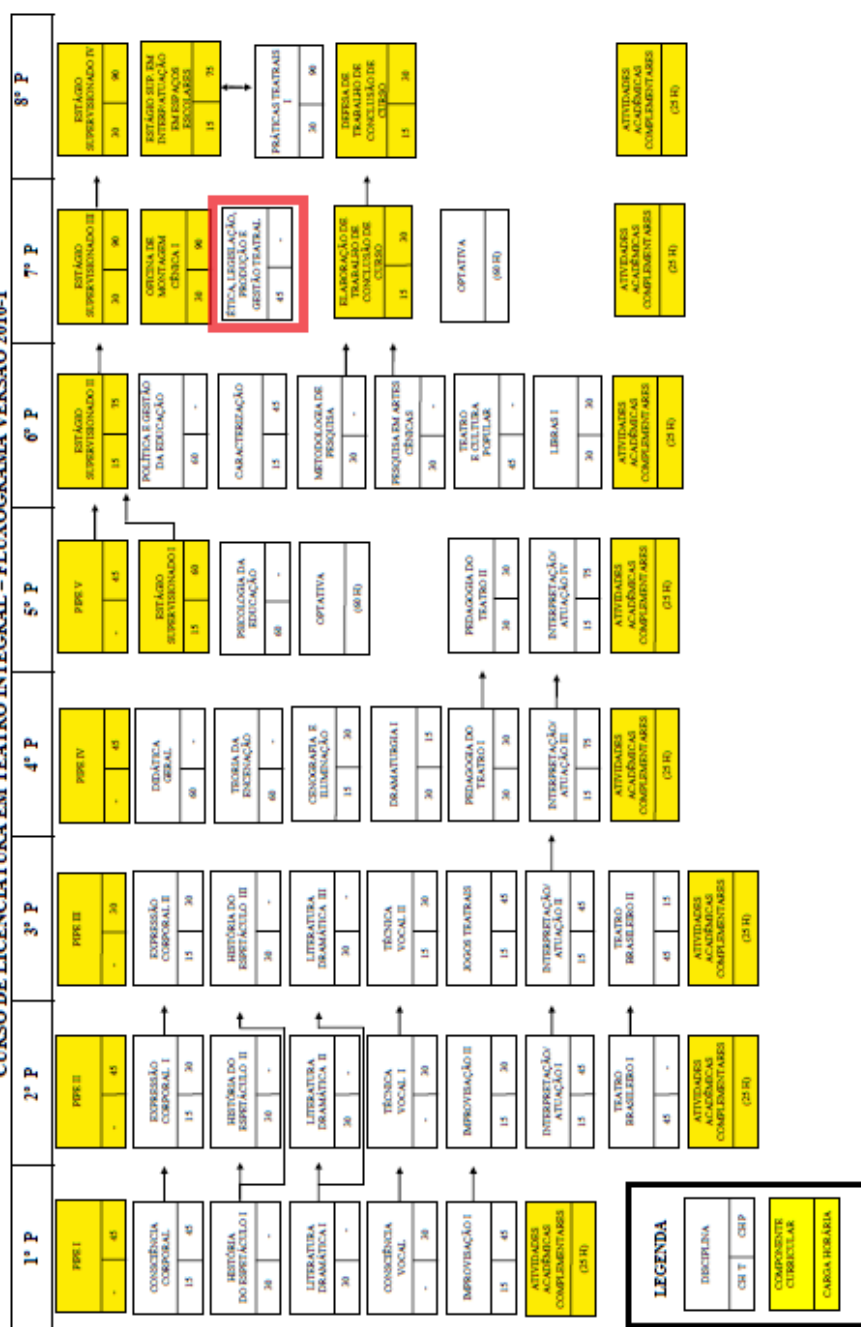 CURSO DE LICENCIATURA EM TEATRO INTEGRAL – FLUXOGRAMA VERSÃO 2010-1
1º P
PIPE I
- 45
CONSCIÊNCIA
CORPORAL
15 45
HISTÓRIA
DO ESPETÁCULO I
30 -
LITERATURA
DRAMÁTICA I
30 -
CONSCIÊNCIA
VOCAL
- 30
IMPROVISAÇÃO I
15 45
ATIVIDADES
ACADÊMICAS
COMPLEMENTARES
(25 H)
2º P
PIPE II
- 45
EXPRESSÃO
CORPORAL I
15 30
HISTÓRIA DO
ESPETÁCULO II
30 -
LITERATURA
DRAMÁTICA II
30 -
TÉCNICA
VOCAL I
- 30
IMPROVISAÇÃO II
15 30
INTERPRETAÇÃO/
ATUAÇÃO I
15 45
TEATRO
BRASILEIRO I
45 -
ATIVIDADES
ACADÊMICAS
COMPLEMENTARES
(25 H)
3º P
PIPE III
- 30
EXPRESSÃO
CORPORAL II
15 30
HISTÓRIA DO
ESPETÁCULO III
30 -
LITERATURA
DRAMÁTICA III
30 -
TÉCNICA
VOCAL II
15 30
JOGOS TEATRAIS
15 45
INTERPRETAÇÃO/
ATUAÇÃO II
15 45
TEATRO
BRASILEIRO II
45 15
ATIVIDADES
ACADÊMICAS
COMPLEMENTARES
(25 H)
4º P
PIPE IV
- 45
DIDÁTICA
GERAL
60 -
TEORIA DA
ENCENAÇÃO
60 -
CENOGRAFIA E
ILUMINAÇÃO
15 30
DRAMATURGIA I
30 15
PEDAGOGIA DO
TEATRO I
30 30
INTERPRETAÇÃO/
ATUAÇÃO III
15 75
ATIVIDADES
ACADÊMICAS
COMPLEMENTARES
(25 H)
5º P
PIPE V
- 45
ESTÁGIO
SUPERVISIONADO I
15 60
PSICOLOGIA DA
EDUCAÇÃO
60 -
OPTATIVA
(60 H)
PEDAGOGIA DO
TEATRO II
30 30
INTERPRETAÇÃO/
ATUAÇÃO IV
15 75
ATIVIDADES
ACADÊMICAS
COMPLEMENTARES
(25 H)
6º P
ESTÁGIO
SUPERVISIONADO II
15 75
POLÍTICA E GESTÃO
DA EDUCAÇÃO
60 -
CARACTERIZAÇÃO
15 45
METODOLOGIA DE
PESQUISA
30 -
PESQUISA EM ARTES
CÊNICAS
30 -
TEATRO
E CULTURA
POPULAR
45 -
LIBRAS I
30 30
ATIVIDADES
ACADÊMICAS
COMPLEMENTARES
(25 H)
7º P
ESTÁGIO
SUPERVISIONADO III
30 90
OFICINA DE
MONTAGEM
CÊNICA I
30 90
ÉTICA, LEGISLAÇÃO,
PRODUÇÃO E
GESTÃO TEATRAL
45 -
ELABORAÇÃO DE
TRABALHO DE
CONCLUSÃO DE
CURSO
15 30
OPTATIVA
(60 H)
ATIVIDADES
ACADÊMICAS
COMPLEMENTARES
(25 H)
8º P
ESTÁGIO
SUPERVISIONADO IV
30 90
ESTÁGIO SUP. EM
INTERP/ATUAÇÃO
EM ESPAÇOS
ESCOLARES
15 75
PRÁTICAS TEATRAIS
I
30 90
DEFESA DE
TRABALHO DE
CONCLUSÃO DE
CURSO
15 30
ATIVIDADES
ACADÊMICAS
COMPLEMENTARES
(25 H)
LEGENDA
DISCIPLINA
CH T CHP
COMPONENTE
CURRICULAR
CARGA HORÁRIA